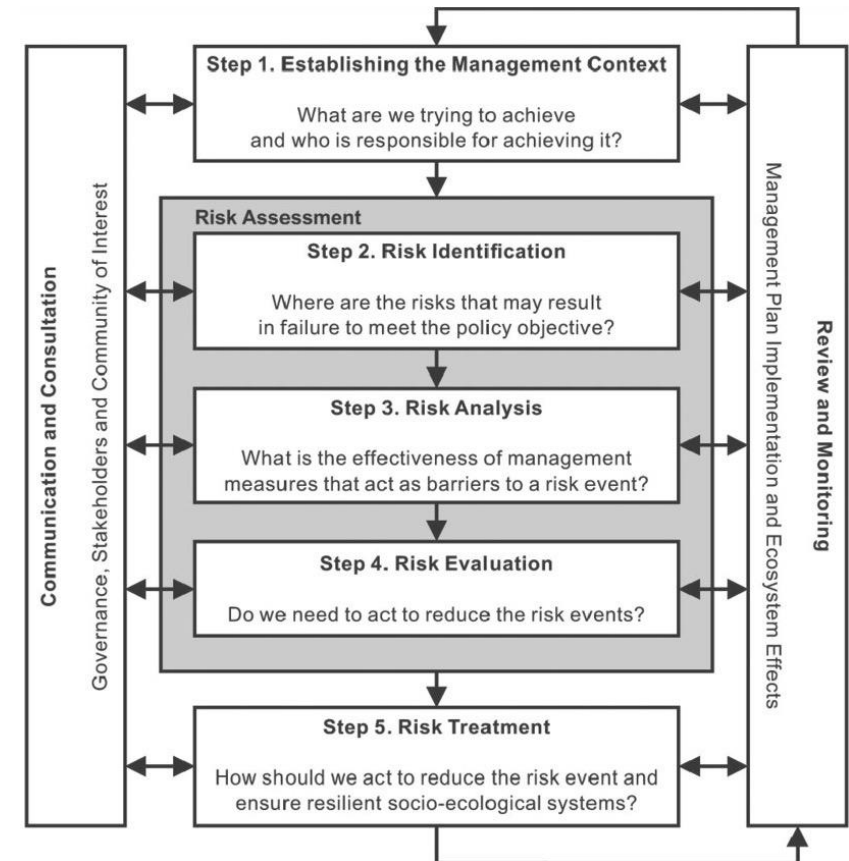 Step 1. Establishing the Management Context
What are we trying to achieve
and who is responsible for achieving it?
Risk Assessment
Step 2. Risk Identification
Where are the risks that may result
in failure to meet the policy objective?
Step 3. Risk Analysis
What is the effectiveness of management
measures that act as barriers to a risk event?
Step 4. Risk Evaluation
Do we need to act to reduce the risk events?
Step 5. Risk Treatment
How should we act to reduce the risk event and
ensure resilient socio-ecological systems?
Communication and Consultation
Governance, Stakeholders and Community of Interest
Review and Monitoring
Management Plan Implementation and Ecosystem Effects